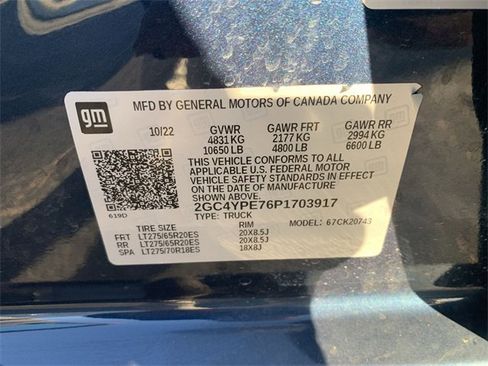 gm
MFD BY GENERAL MOTORS OF CANADA COMPANY
10/22 GVWR GAWR FRT GAWR RR
4831 KG 2177 KG 2994 KG
10650 LB 4800 LB 6600 LB
THIS VEHICLE CONFORMS TO ALL
APPLICABLE U.S. FEDERAL MOTOR
VEHICLE SAFETY STANDARDS IN EFFECT
ON THE DATE OF MANUFACTURE SHOWN ABOVE.
2GC4YPE76P1703917
619D TYPE: TRUCK 67CK20743
TIRE SIZE RIM
FRT LT275/65R20ES 20X8.5J
RR LT275/65R20ES 20X8.5J
SPA LT275/70R18ES 18X8J